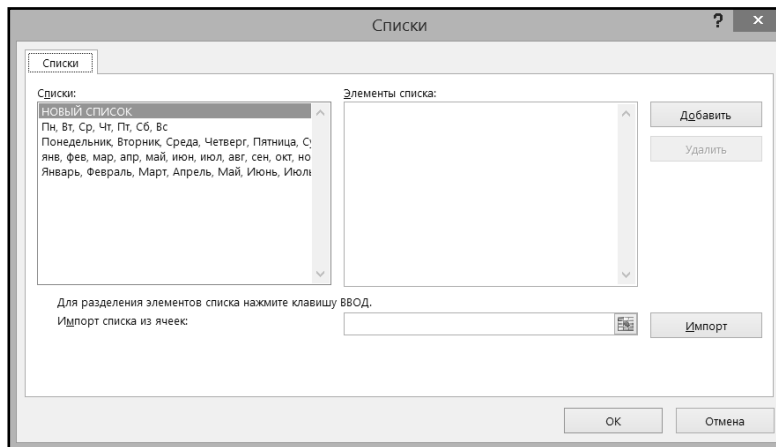 Списки
?
x
Списки
Списки:
НОВЫЙ СПИСОК
Пн, Вт, Ср, Чт, Пт, Сб, Вс
Понедельник, Вторник, Среда, Четверг, Пятница, Су
янв, фев, мар, апр, май, июн, июл, авг, сен, окт, но
Январь, Февраль, Март, Апрель, Май, Июнь, Июль
Элементы списка:
Добавить
Удалить
Для разделения элементов списка нажмите клавишу ВВОД.
Импорт списка из ячеек:
Импорт
OK
Отмена